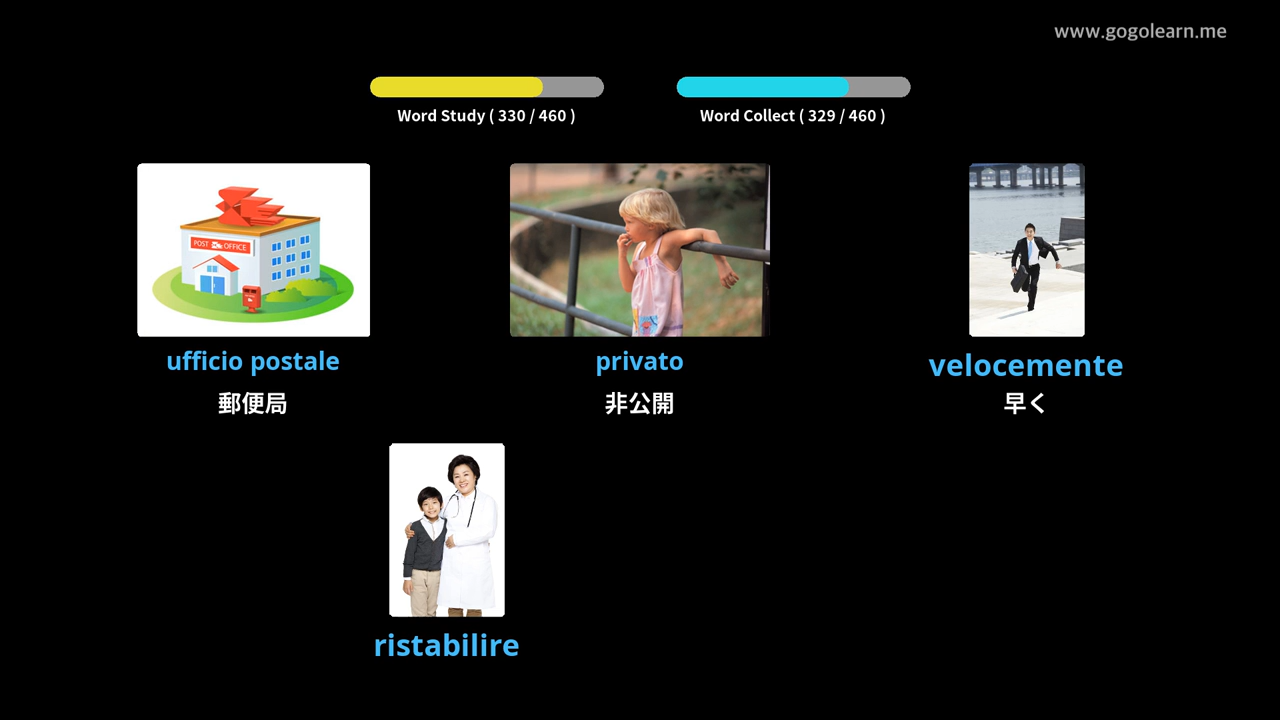 www.gogolearn.me
Word Study ( 330 / 460 )
Word Collect ( 329 / 460 )
POST OFFICE
ufficio postale
privato
velocemente
郵便局
非公開
早く
ristabilire